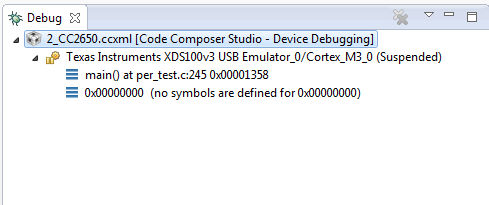 Debug
2_CC2650.ccxml [Code Composer Studio - Device Debugging]
Texas Instruments XDS100v3 USB Emulator_0/Cortex_M3_0 (Suspended)
main() at per_test.c:245 0x00001358
0x00000000 (no symbols are defined for 0x00000000)